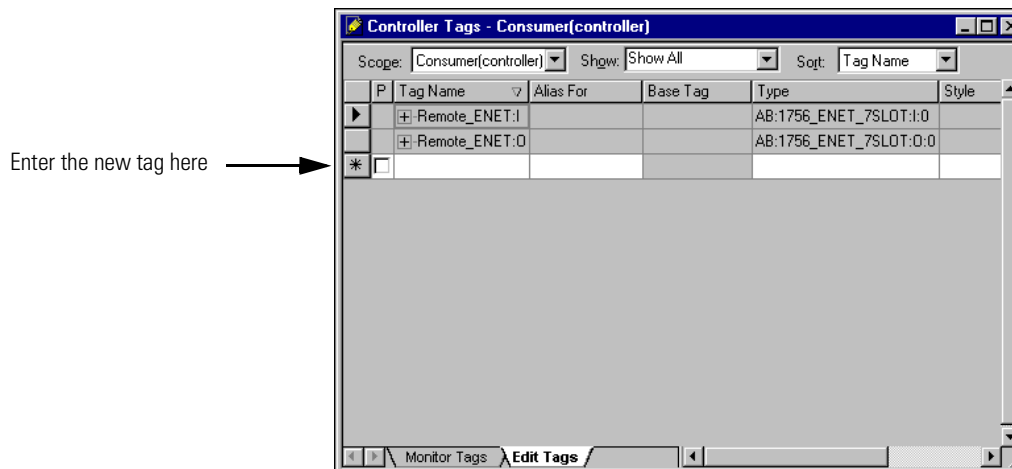 Controller Tags - Consumer(controller)
Scope: Consumer(controller) Show: Show All Sort: Tag Name
P Tag Name Alias For Base Tag Type Style
Remote_ENET:I AB:1756_ENET_7SLOT:I:0
Remote_ENET:O AB:1756_ENET_7SLOT:O:0
Enter the new tag here
Monitor Tags Edit Tags